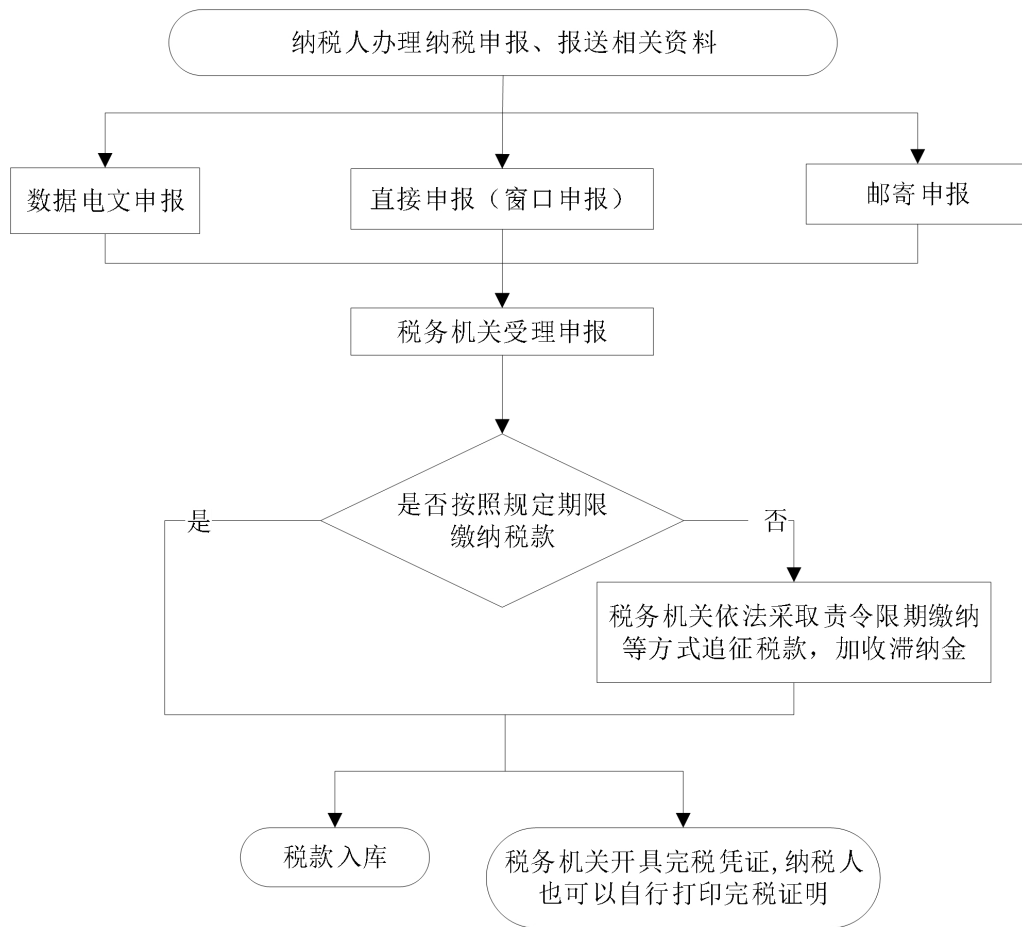 纳税人办理纳税申报、报送相关资料
数据电文申报
直接申报（窗口申报）
邮寄申报
税务机关受理申报
是否按照规定期限
缴纳税款
是
否
税务机关依法采取责令限期缴纳
等方式追征税款，加收滞纳金
税款入库
税务机关开具完税凭证,纳税人
也可以自行打印完税证明